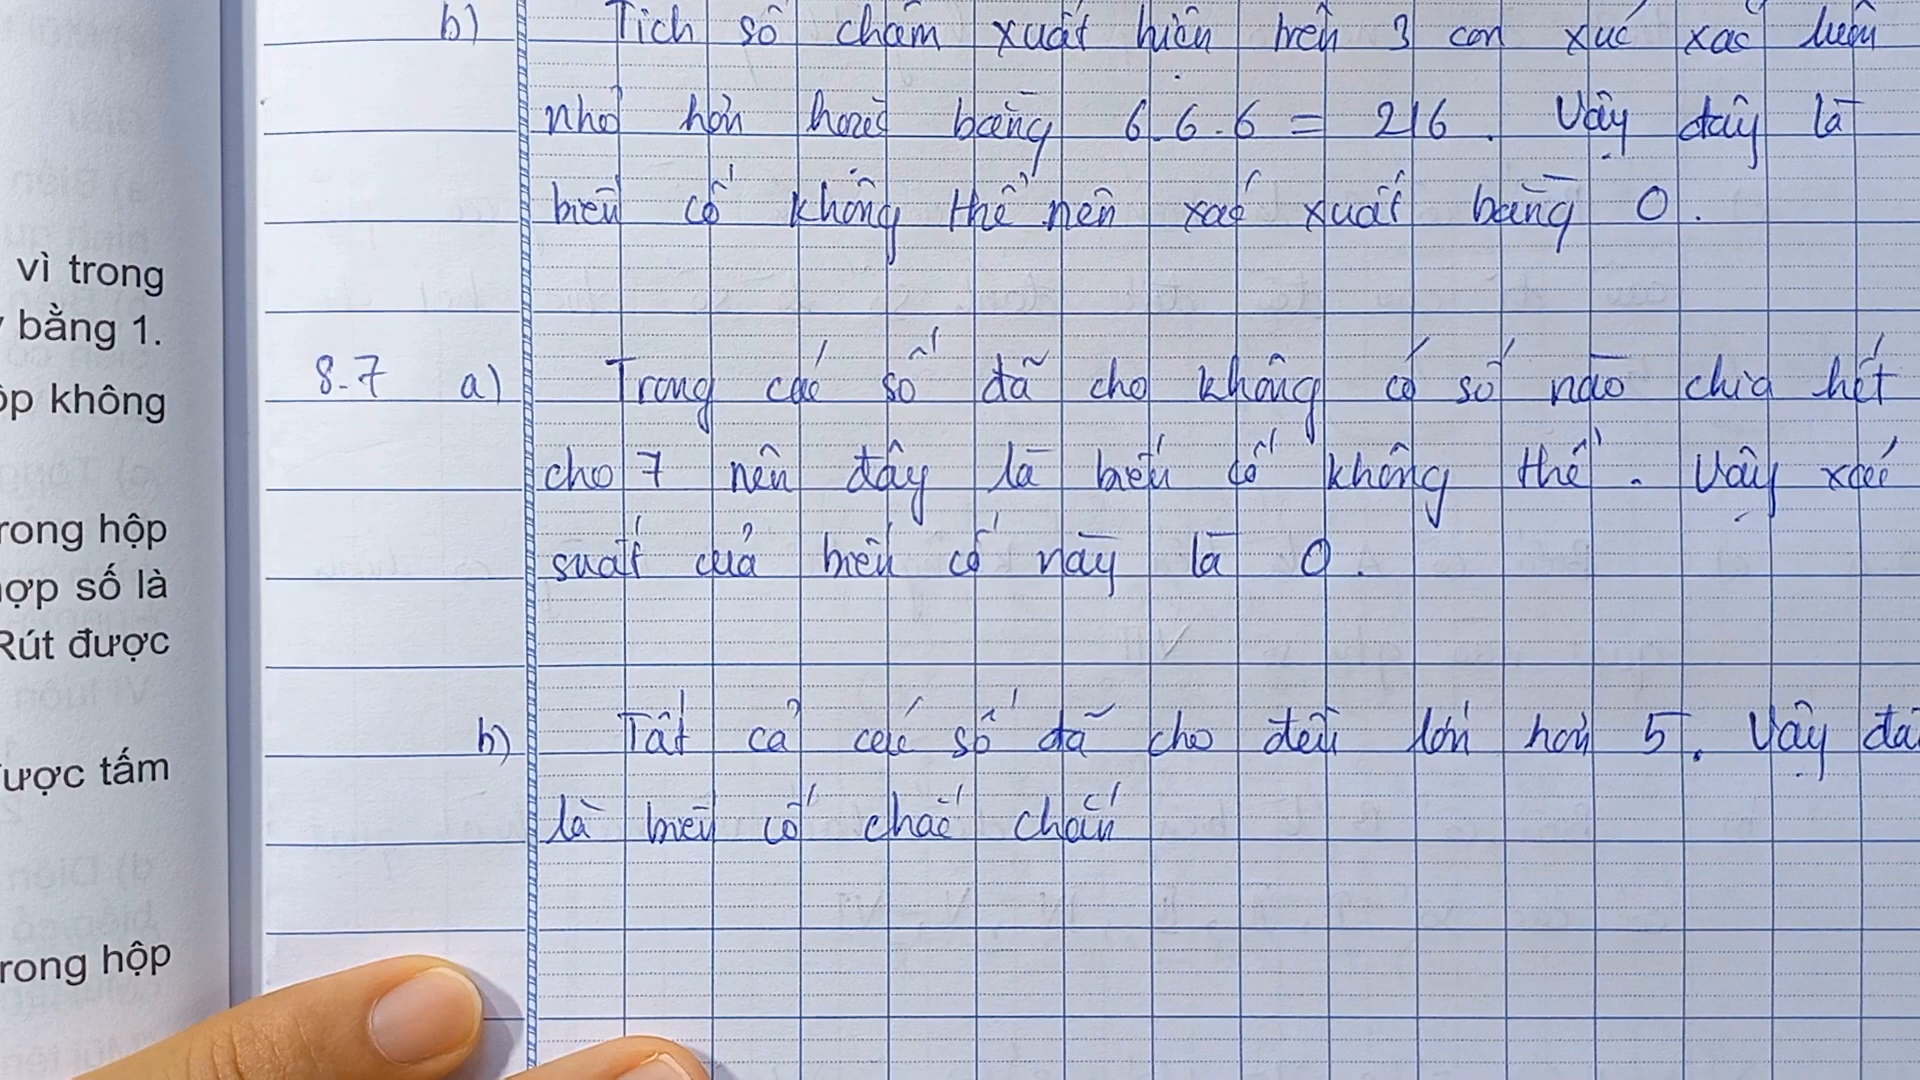 b) Tích số chấm xuất hiện trên 3 con xúc xắc luôn
nhỏ hơn hoặc bằng 6.6.6 = 216. Vậy đây là
biến cố không thể nên xác xuất bằng 0.
8.7 a) Trong các số đã cho không có số nào chia hết
cho 7 nên đây là biến cố không thể. Vậy xác
suất của biến cố này là 0.
b) Tất cả các số đã cho đều lớn hơn 5. Vậy đâ
là biến cố chắc chắn
vì trong
bằng 1.
ộp không
rong hộp
hợp số là
Rút được
ược tấm
rong hộp